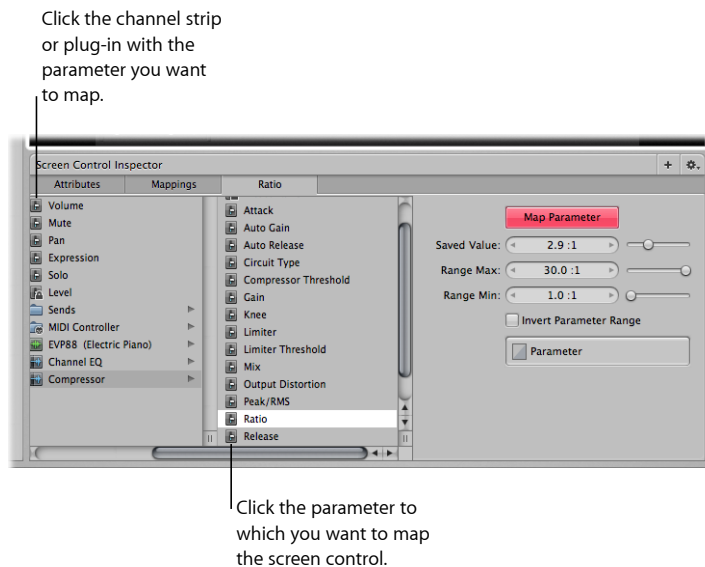 Click the channel strip
or plug-in with the
parameter you want
to map.
Screen Control Inspector
Attributes
Mappings
Ratio
Volume
Mute
Pan
Expression
Solo
Level
Sends
MIDI Controller
EVP88 (Electric Piano)
Channel EQ
Compressor
Attack
Auto Gain
Auto Release
Circuit Type
Compressor Threshold
Gain
Knee
Limiter
Limiter Threshold
Mix
Output Distortion
Peak/RMS
Ratio
Release
Map Parameter
Saved Value: 2.9 :1
Range Max: 30.0 :1
Range Min: 1.0 :1
Invert Parameter Range
Parameter
Click the parameter to
which you want to map
the screen control.